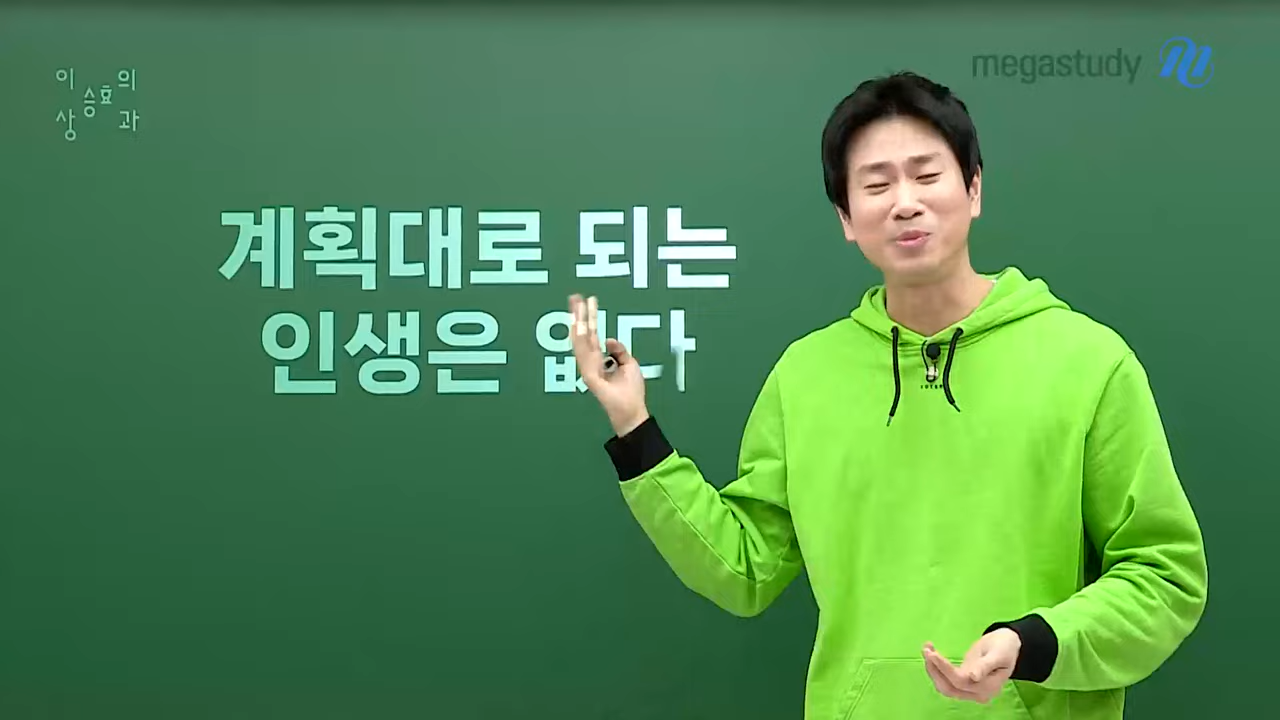 이승효의
상과
megastudy
계획대로 되는
인생은 없다